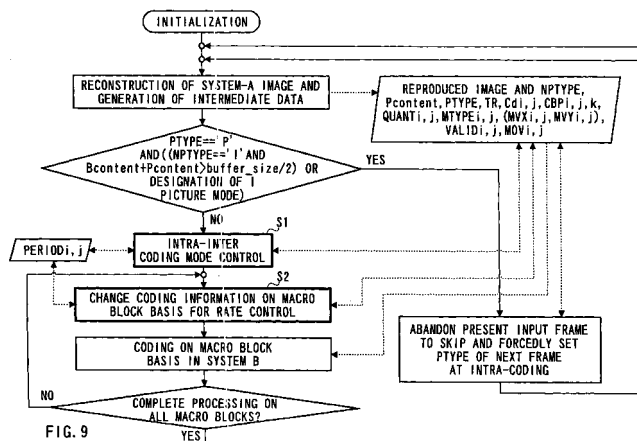 INITIALIZATION
RECONSTRUCTION OF SYSTEM-A IMAGE AND
GENERATION OF INTERMEDIATE DATA
REPRODUCED IMAGE AND NPTYPE,
Pcontent, PTYPE, TR, Cdi, j, CBPi, j, k,
QUANTi, j, MTYPEi, j, (MVXi, j, MVYi, j),
VALIDi, j, MOVi, j
PTYPE=='P'
AND((NPTYPE=='I' AND
Bcontent+Pcontent>buffer_size/2) OR
DESIGNATION OF I
PICTURE MODE)
YES
NO
S1
PERIODi, j
INTRA-INTER
CODING MODE CONTROL
S2
CHANGE CODING INFORMATION ON MACRO
BLOCK BASIS FOR RATE CONTROL
CODING ON MACRO BLOCK
BASIS IN SYSTEM B
ABANDON PRESENT INPUT FRAME
TO SKIP AND FORCEDLY SET
PTYPE OF NEXT FRAME
AT INTRA-CODING
NO
COMPLETE PROCESSING ON
ALL MACRO BLOCKS?
YES
FIG. 9